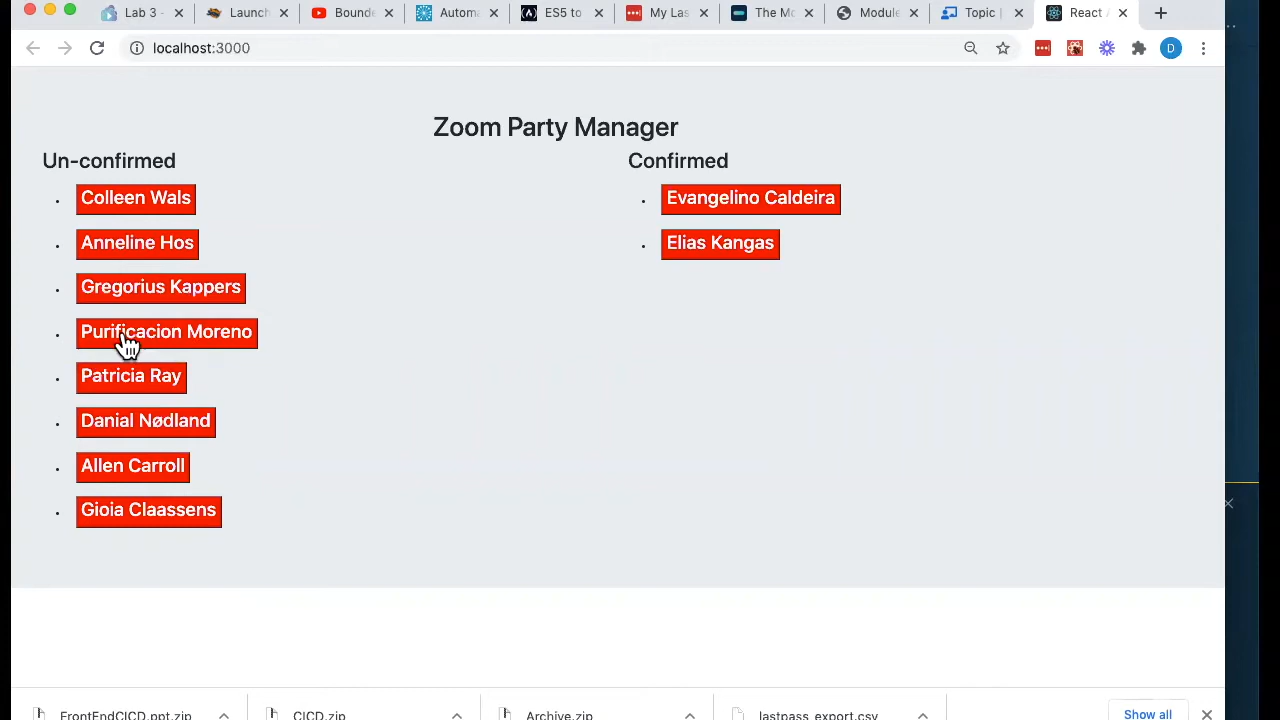 Lab 3 -
Launch
Bounde
Automa
ES5 to
My Las
The Mo
Module
Topic |
React A
localhost:3000
D
Zoom Party Manager
Un-confirmed
Colleen Wals
Anneline Hos
Gregorius Kappers
Purificacion Moreno
Patricia Ray
Danial Nødland
Allen Carroll
Gioia Claassens
Confirmed
Evangelino Caldeira
Elias Kangas
FrontEndCICD.ppt.zip
CICD.zip
Archive.zip
lastpass_export.csv
Show all